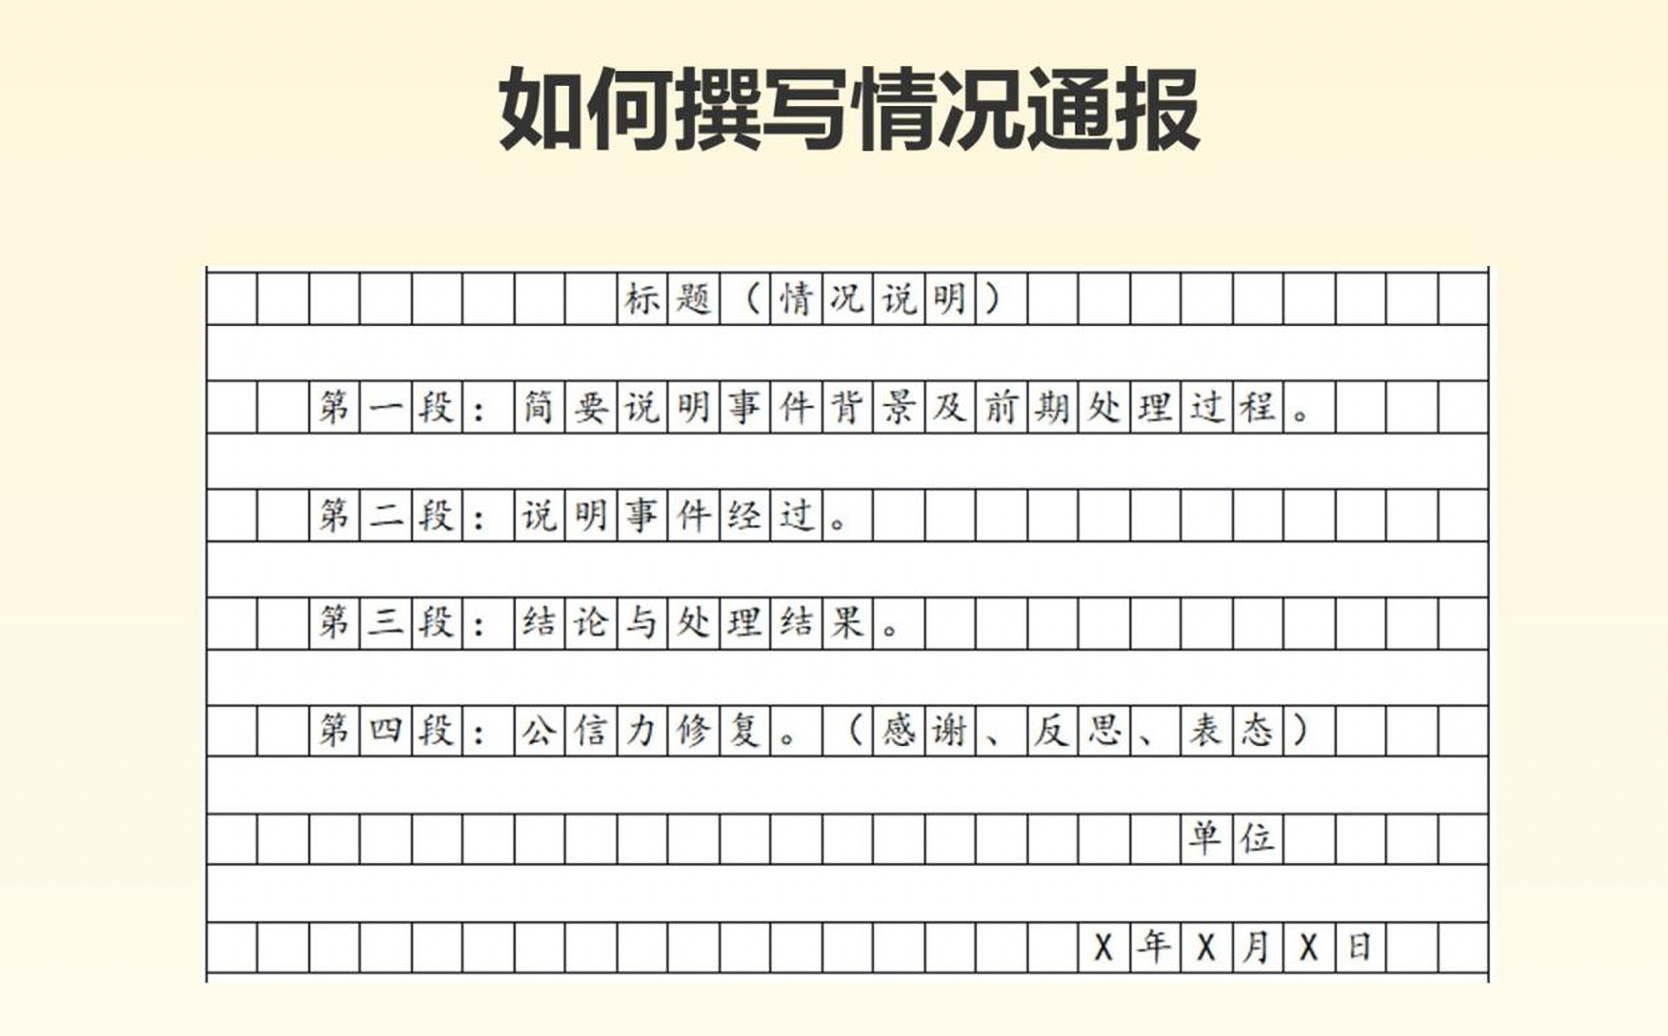 如何撰写情况通报
标题（情况说明）
第一段：简要说明事件背景及前期处理过程。
第二段：说明事件经过。
第三段：结论与处理结果。
第四段：公信力修复。（感谢、反思、表态）
单位
X年X月X日